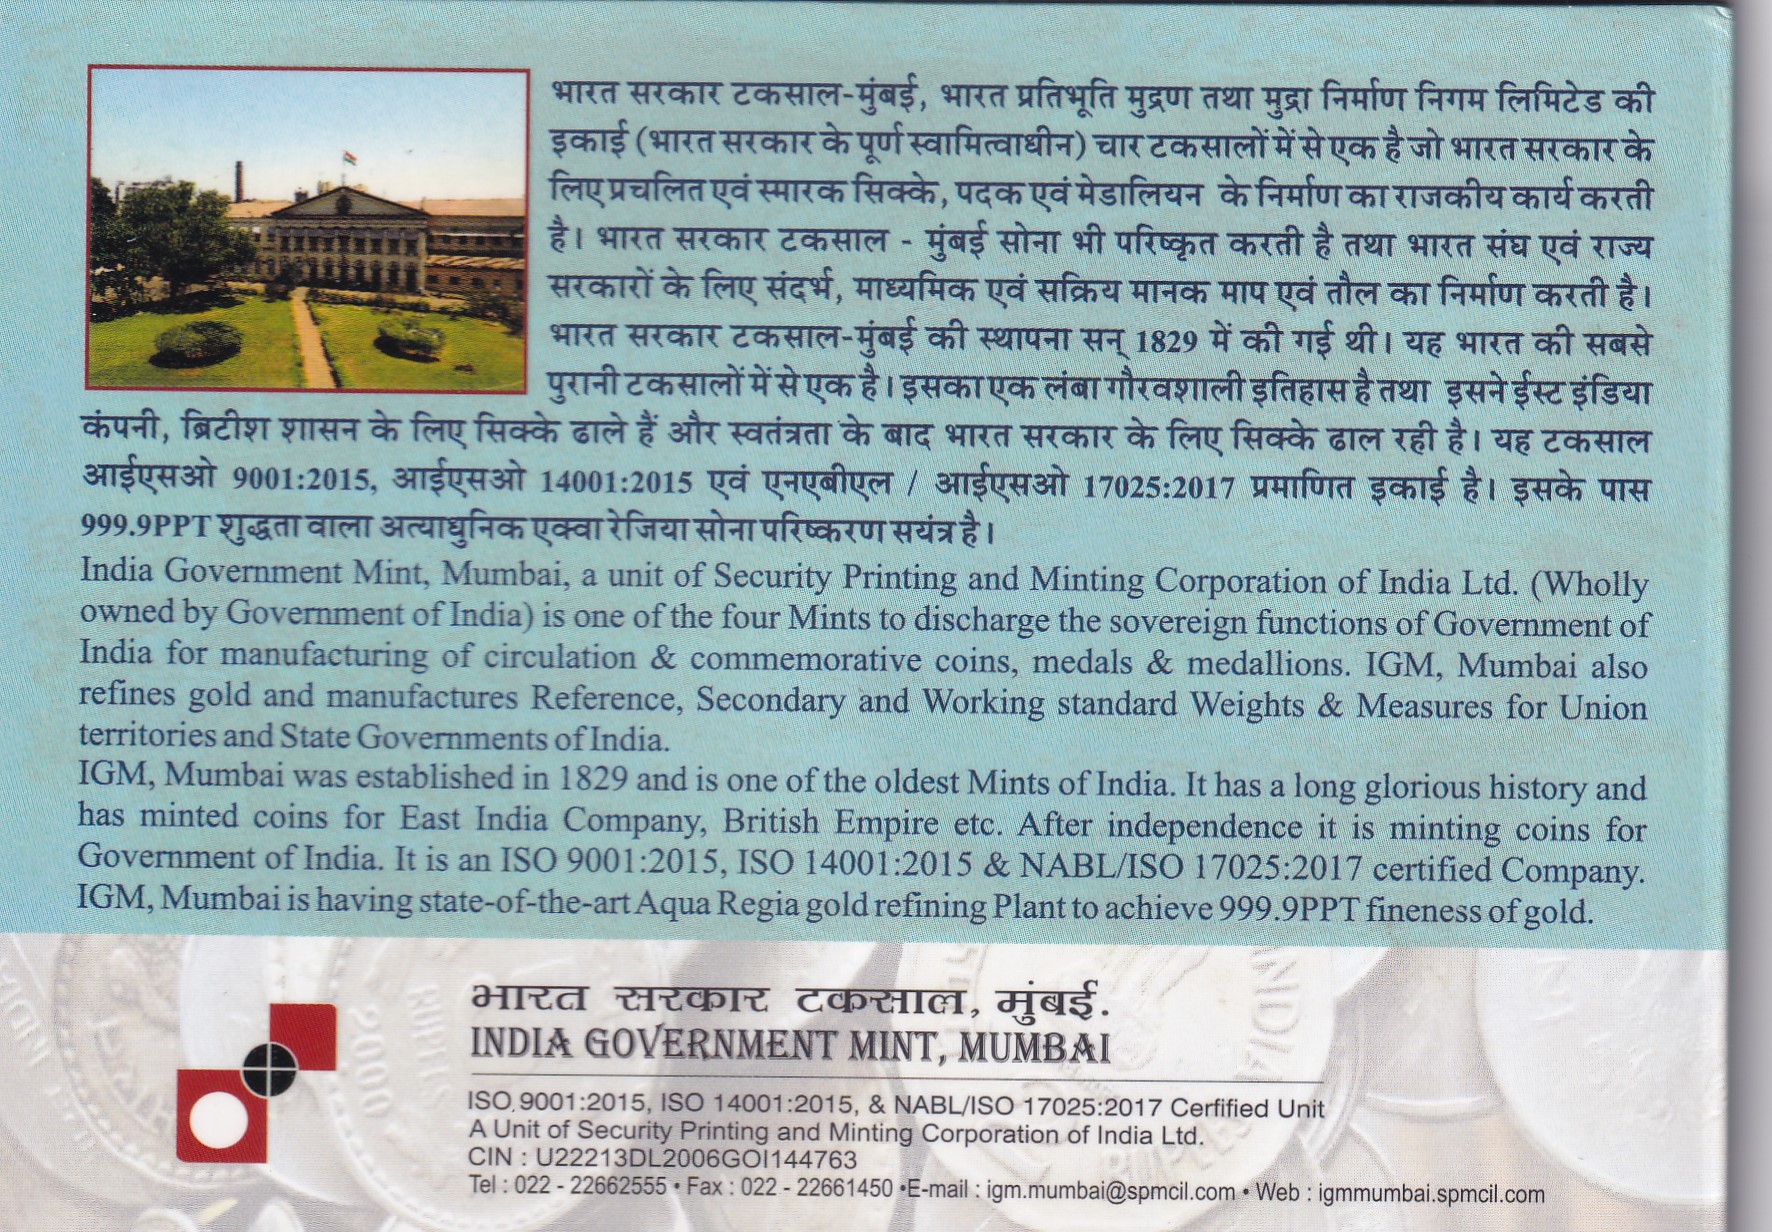 भारत सरकार टकसाल-मुंबई, भारत प्रतिभूति मुद्रण तथा मुद्रा निर्माण निगम लिमिटेड की
इकाई (भारत सरकार के पूर्ण स्वामित्वाधीन) चार टकसालों में से एक है जो भारत सरकार के
लिए प्रचलित एवं स्मारक सिक्के, पदक एवं मेडालियन के निर्माण का राजकीय कार्य करती
है। भारत सरकार टकसाल - मुंबई सोना भी परिष्कृत करती है तथा भारत संघ एवं राज्य
सरकारों के लिए संदर्भ, माध्यमिक एवं सक्रिय मानक माप एवं तौल का निर्माण करती है।
भारत सरकार टकसाल-मुंबई की स्थापना सन् 1829 में की गई थी। यह भारत की सबसे
पुरानी टकसालों में से एक है। इसका एक लंबा गौरवशाली इतिहास है तथा इसने ईस्ट इंडिया
कंपनी, ब्रिटीश शासन के लिए सिक्के ढाले हैं और स्वतंत्रता के बाद भारत सरकार के लिए सिक्के ढाल रही है। यह टकसाल
आईएसओ 9001:2015, आईएसओ 14001:2015 एवं एनएबीएल / आईएसओ 17025:2017 प्रमाणित इकाई है। इसके पास
999.9PPT शुद्धता वाला अत्याधुनिक एक्वा रेजिया सोना परिष्करण सयंत्र है।
India Government Mint, Mumbai, a unit of Security Printing and Minting Corporation of India Ltd. (Wholly
owned by Government of India) is one of the four Mints to discharge the sovereign functions of Government of
India for manufacturing of circulation & commemorative coins, medals & medallions. IGM, Mumbai also
refines gold and manufactures Reference, Secondary and Working standard Weights & Measures for Union
territories and State Governments of India.
IGM, Mumbai was established in 1829 and is one of the oldest Mints of India. It has a long glorious history and
has minted coins for East India Company, British Empire etc. After independence it is minting coins for
Government of India. It is an ISO 9001:2015, ISO 14001:2015 & NABL/ISO 17025:2017 certified Company.
IGM, Mumbai is having state-of-the-art Aqua Regia gold refining Plant to achieve 999.9PPT fineness of gold.
भारत सरकार टकसाल, मुंबई.
INDIA GOVERNMENT MINT, MUMBAI
ISO 9001:2015, ISO 14001:2015, & NABL/ISO 17025:2017 Cerfified Unit
A Unit of Security Printing and Minting Corporation of India Ltd.
CIN : U22213DL2006GOI144763
Tel : 022 - 22662555 • Fax : 022 - 22661450 •E-mail : igm.mumbai@spmcil.com • Web : igmmumbai.spmcil.com